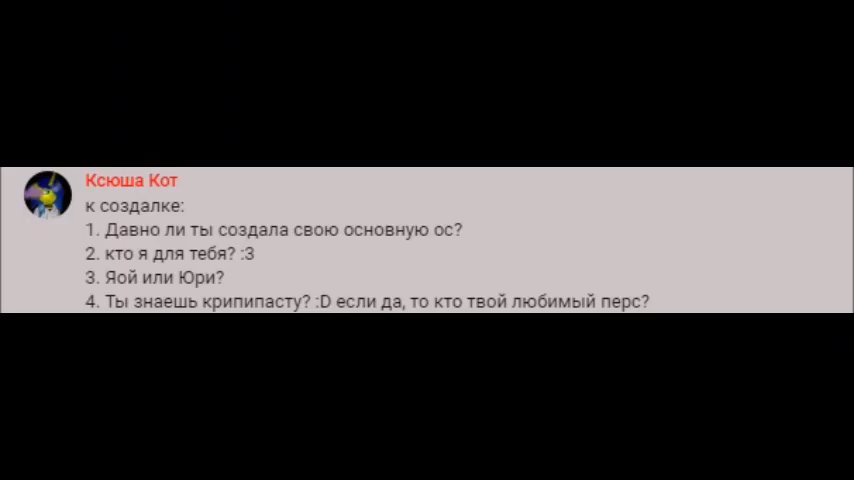 Ксюша Кот
к создалке:
1. Давно ли ты создала свою основную ос?
2. кто я для тебя? :3
3. Яой или Юри?
4. Ты знаешь крипипасту? :D если да, то кто твой любимый перс?